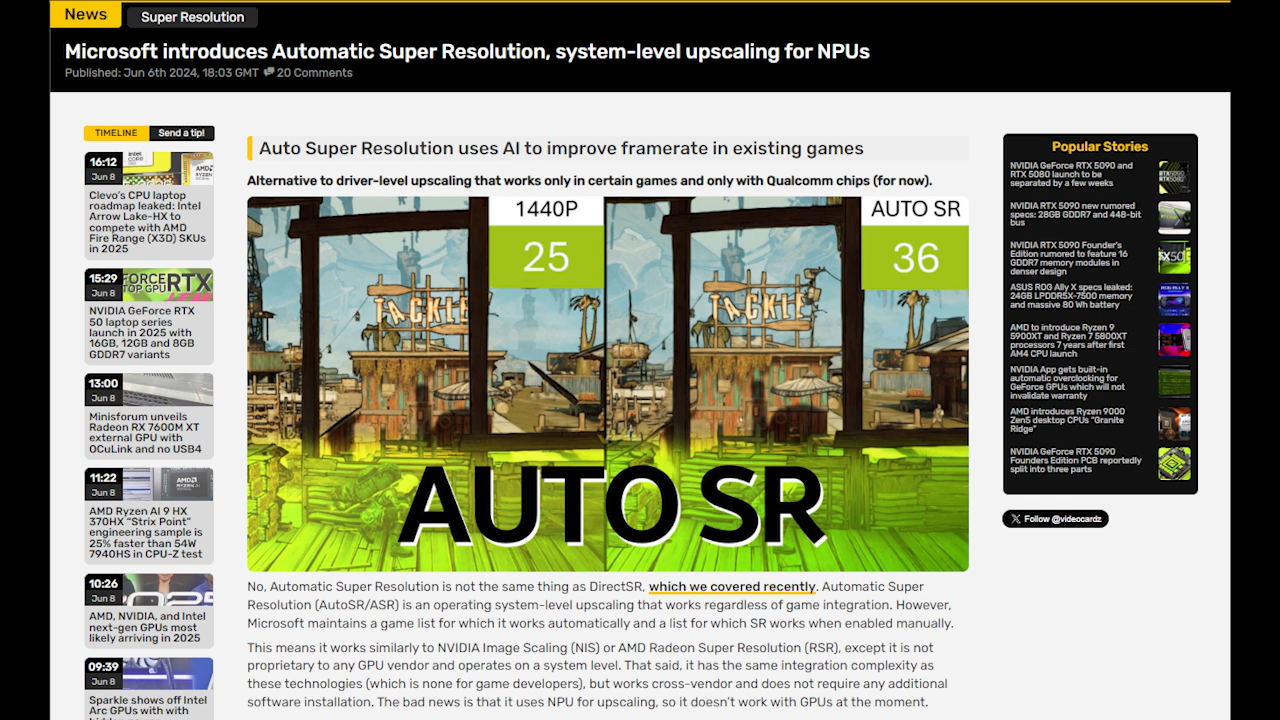 News
Super Resolution
Microsoft introduces Automatic Super Resolution, system-level upscaling for NPUs
Published: Jun 6th 2024, 18:03 GMT 20 Comments
TIMELINE
Send a tip!
16:12
Jun 8
Clevo's CPU laptop
roadmap leaked: Intel
Arrow Lake-HX to
compete with AMD
Fire Range (X3D) SKUs
in 2025
15:29
Jun 8
NVIDIA GeForce RTX
50 laptop series
launch in 2025 with
16GB, 12GB and 8GB
GDDR7 variants
13:00
Jun 8
Minisforum unveils
Radeon RX 7600M XT
external GPU with
OCuLink and no USB4
11:22
Jun 8
AMD Ryzen AI 9 HX
370HX “Strix Point”
engineering sample is
25% faster than 54W
7940HS in CPU-Z test
10:26
Jun 8
AMD, NVIDIA, and Intel
next-gen GPUs most
likely arriving in 2025
09:39
Jun 8
Sparkle shows off Intel
Arc GPUs with with
Auto Super Resolution uses AI to improve framerate in existing games
Alternative to driver-level upscaling that works only in certain games and only with Qualcomm chips (for now).
1440P
25
AUTO SR
36
TACKLE
TACKLE
AUTO SR
No, Automatic Super Resolution is not the same thing as DirectSR, which we covered recently. Automatic Super
Resolution (AutoSR/ASR) is an operating system-level upscaling that works regardless of game integration. However,
Microsoft maintains a game list for which it works automatically and a list for which SR works when enabled manually.
This means it works similarly to NVIDIA Image Scaling (NIS) or AMD Radeon Super Resolution (RSR), except it is not
proprietary to any GPU vendor and operates on a system level. That said, it has the same integration complexity as
these technologies (which is none for game developers), but works cross-vendor and does not require any additional
software installation. The bad news is that it uses NPU for upscaling, so it doesn't work with GPUs at the moment.
Popular Stories
NVIDIA GeForce RTX 5090 and
RTX 5080 launch to be
separated by a few weeks
NVIDIA RTX 5090 new rumored
specs: 28GB GDDR7 and 448-bit
bus
NVIDIA RTX 5090 Founder's
Edition rumored to feature 16
GDDR7 memory modules in
denser design
ASUS ROG Ally X specs leaked:
24GB LPDDR5X-7500 memory
and massive 80 Wh battery
AMD to introduce Ryzen 9
5900XT and Ryzen 7 5800XT
processors 7 years after first
AM4 CPU launch
NVIDIA App gets built-in
automatic overclocking for
GeForce GPUs which will not
invalidate warranty
AMD introduces Ryzen 9000
Zen5 desktop CPUs “Granite
Ridge”
NVIDIA GeForce RTX 5090
Founders Edition PCB reportedly
split into three parts
Follow @videocardz